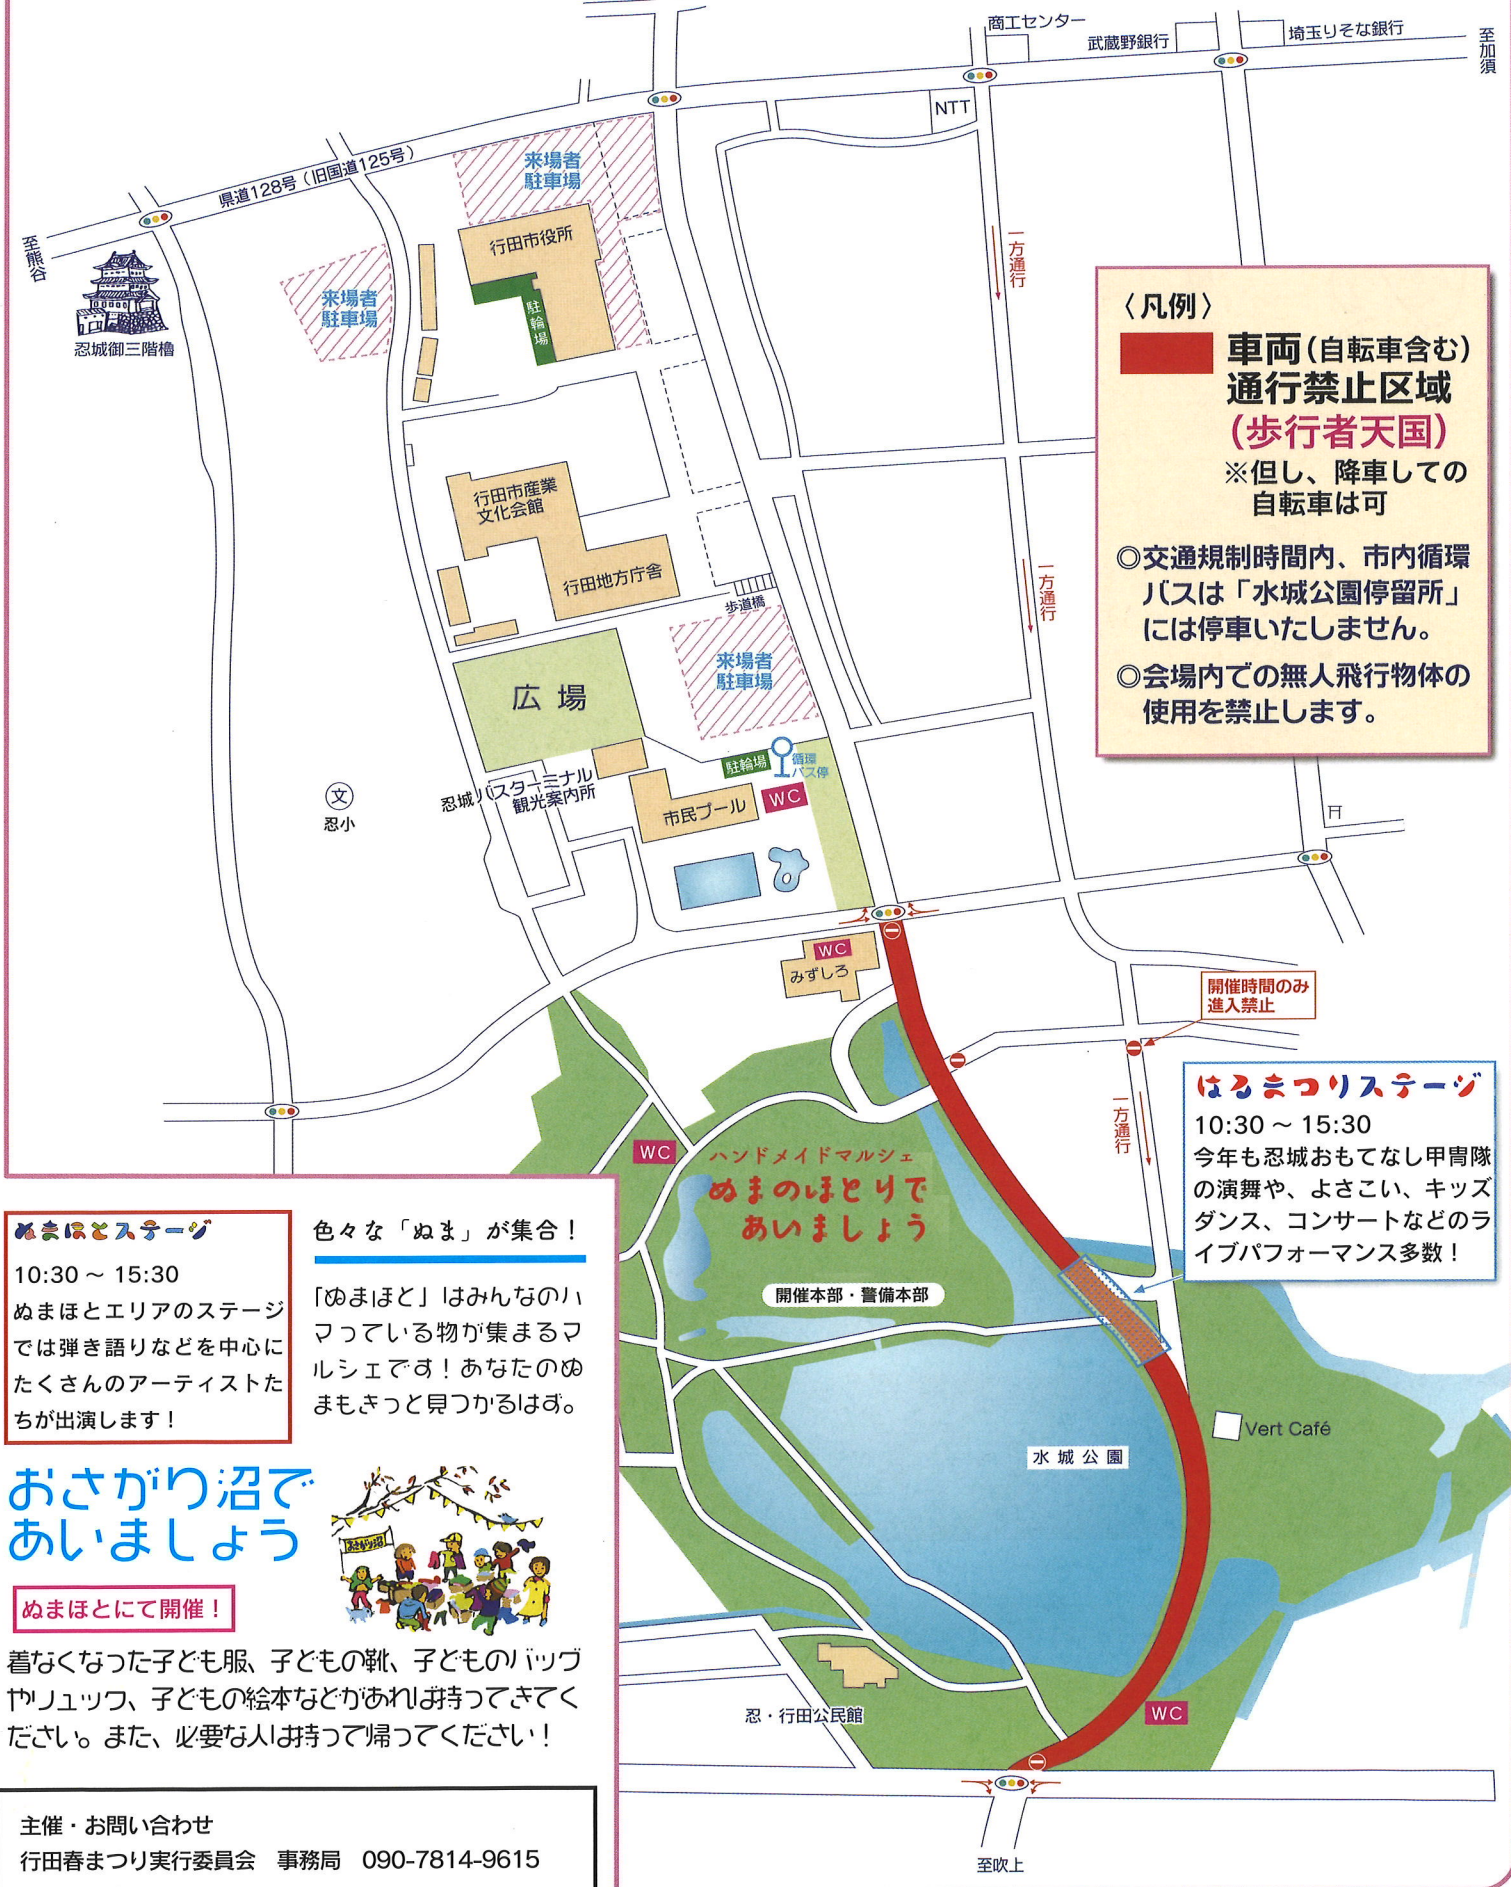 商工センター
武蔵野銀行
埼玉りそな銀行
至加須
NTT
県道128号（旧国道125号）
至熊谷
忍城御三階櫓
来場者
駐車場
行田市役所
駐輪場
来場者
駐車場
一方通行
〈凡例〉
車両（自転車含む）
通行禁止区域
（歩行者天国）
※但し、降車しての
自転車は可
◎交通規制時間内、市内循環
バスは「水城公園停留所」
には停車いたしません。
◎会場内での無人飛行物体の
使用を禁止します。
行田市産業
文化会館
行田地方庁舎
歩道橋
一方通行
来場者
駐車場
広場
駐輪場
循環
バス停
WC
忍城バスターミナル
観光案内所
市民プール
文
忍小
WC
みずしろ
開催時間のみ
進入禁止
一方通行
はるまつりステージ
10:30～15:30
今年も忍城おもてなし甲冑隊
の演舞や、よさこい、キッズ
ダンス、コンサートなどのラ
イブパフォーマンス多数！
WC
ハンドメイドマルシェ
ぬまのほとりで
あいましょう
開催本部・警備本部
Vert Café
水城公園
WC
忍・行田公民館
至吹上
ぬまほとステージ
10:30～15:30
ぬまほとエリアのステージ
では弾き語りなどを中心に
たくさんのアーティストた
ちが出演します！
色々な「ぬま」が集合！
「ぬまほと」はみんなのハ
マっている物が集まるマ
ルシェです！あなたのぬ
まもきっと見つかるはず。
おさがり沼で
あいましょう
おさがり沼
ぬまほとにて開催！
着なくなった子ども服、子どもの靴、子どものバッグ
やリュック、子どもの絵本などがあれば持ってきてく
ださい。また、必要な人は持って帰ってください！
主催・お問い合わせ
行田春まつり実行委員会　事務局　090-7814-9615